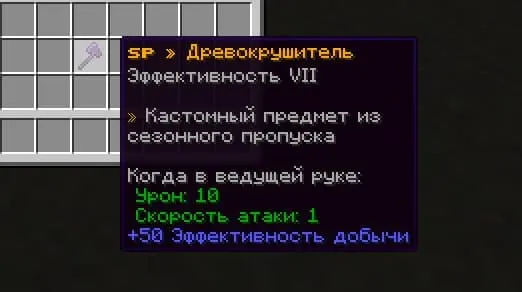 SP » Древокрушитель
Эффективность VII
» Кастомный предмет из
сезонного пропуска
Когда в ведущей руке:
Урон: 10
Скорость атаки: 1
+50 Эффективность добычи